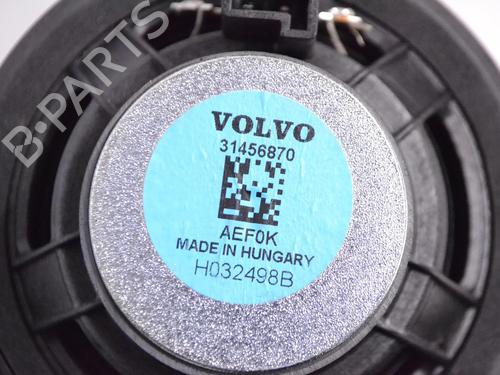 B-PARTS
VOLVO
31456870
AEF0K
MADE IN HUNGARY
H032498B